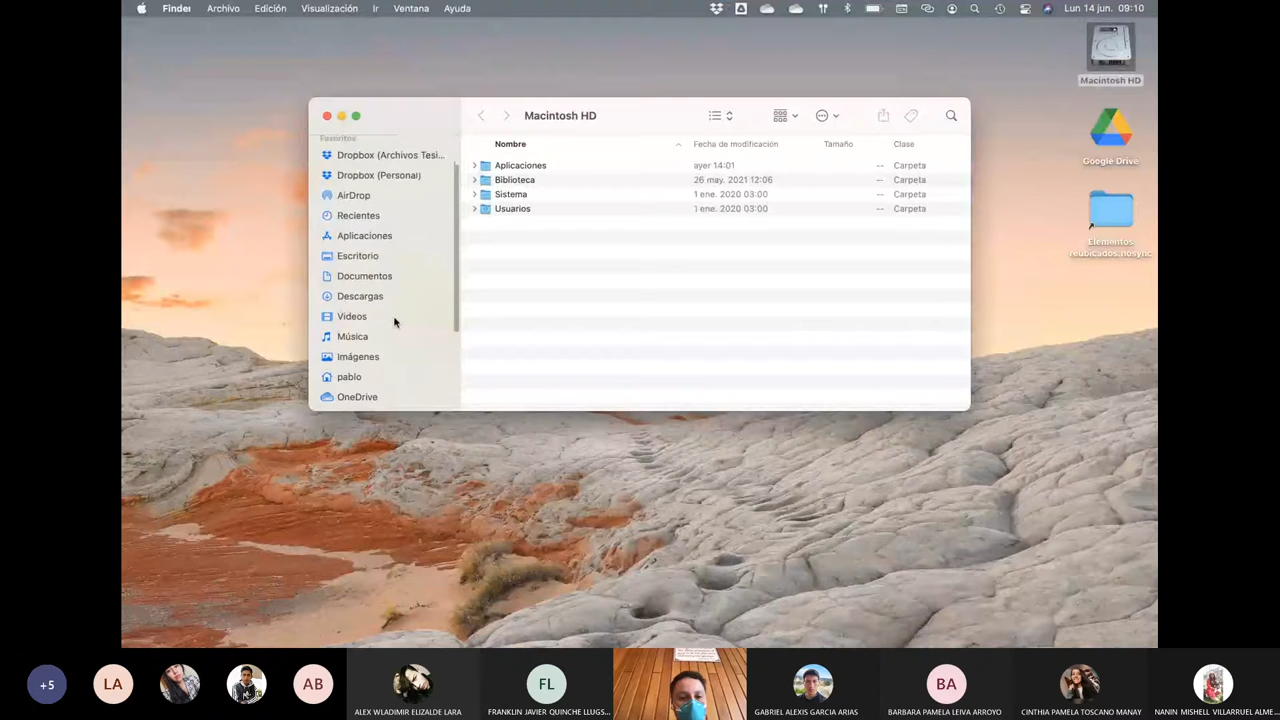 Finder Archivo Edición Visualización Ir Ventana Ayuda Lun 14 jun. 09:10
Macintosh HD
Google Drive
Elementos
reubicados.nosync
Macintosh HD
Favoritos
Dropbox (Archivos Tesi...
Dropbox (Personal)
AirDrop
Recientes
Aplicaciones
Escritorio
Documentos
Descargas
Videos
Música
Imágenes
pablo
OneDrive
Nombre Fecha de modificación Tamaño Clase
Aplicaciones ayer 14:01 -- Carpeta
Biblioteca 26 may. 2021 12:06 -- Carpeta
Sistema 1 ene. 2020 03:00 -- Carpeta
Usuarios 1 ene. 2020 03:00 -- Carpeta
+5 LA AB FL BA
ALEX WLADIMIR ELIZALDE LARA FRANKLIN JAVIER QUINCHE LLUGS... GABRIEL ALEXIS GARCIA ARIAS BARBARA PAMELA LEIVA ARROYO CINTHIA PAMELA TOSCANO MANAY NANIN MISHELL VILLARRUEL ALME